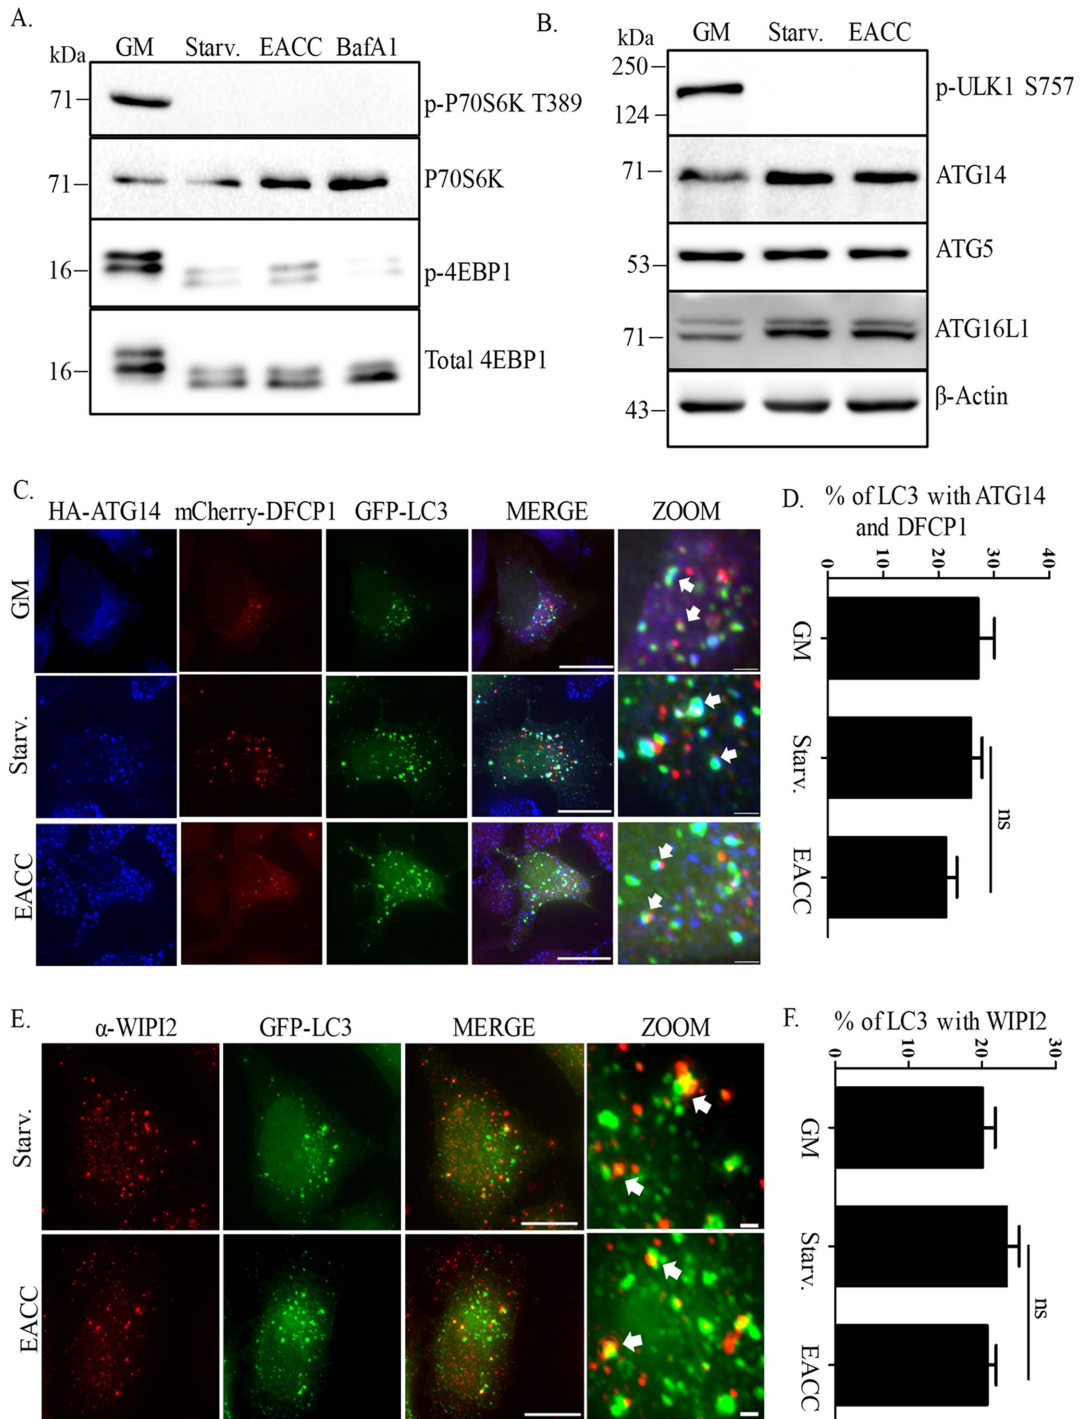 A.
kDa
GM Starv. EACC BafA1
71
p-P70S6K T389
71
P70S6K
16
p-4EBP1
16
Total 4EBP1
B.
kDa
GM Starv. EACC
250
124
p-ULK1 S757
71
ATG14
53
ATG5
71
ATG16L1
43
β-Actin
C.
HA-ATG14 mCherry-DFCP1 GFP-LC3 MERGE ZOOM
GM
Starv.
EACC
D.
% of LC3 with ATG14
and DFCP1
0 10 20 30 40
GM
Starv.
EACC
ns
E.
α-WIPI2 GFP-LC3 MERGE ZOOM
Starv.
EACC
F.
% of LC3 with WIPI2
0 10 20 30
GM
Starv.
EACC
ns